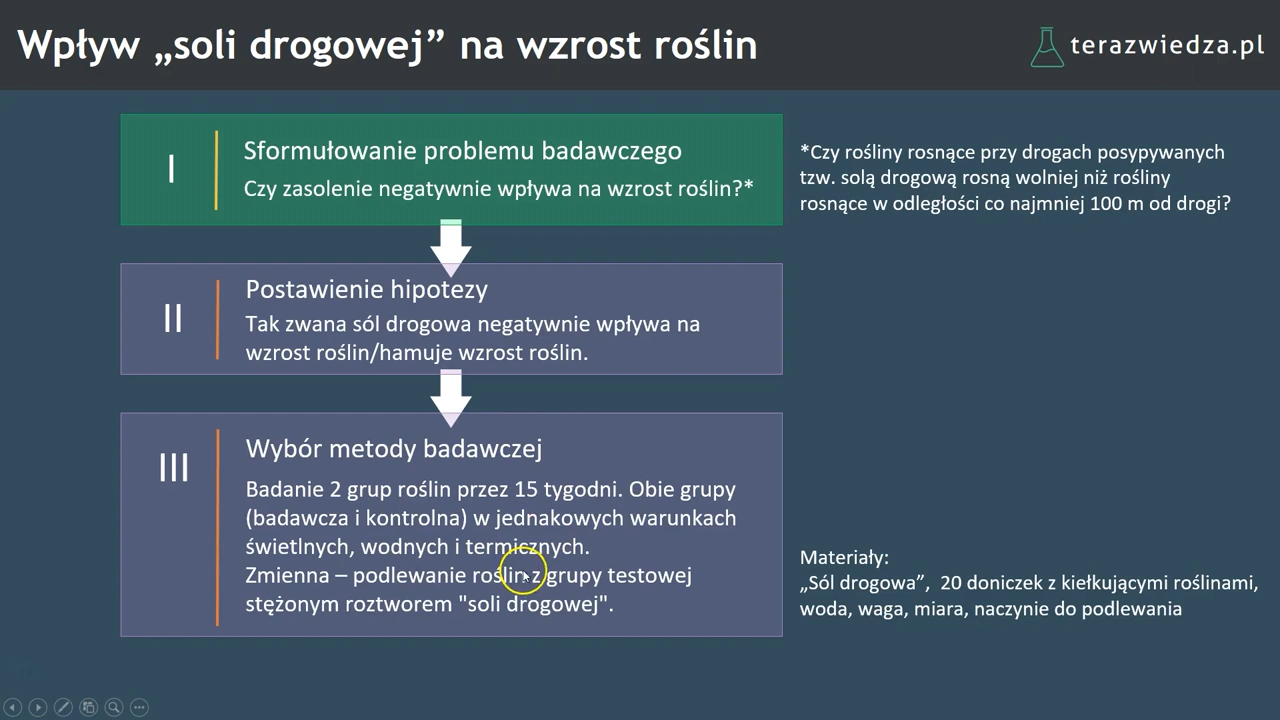 Wpływ „soli drogowej” na wzrost roślin
terazwiedza.pl
I
Sformułowanie problemu badawczego
Czy zasolenie negatywnie wpływa na wzrost roślin?*
*Czy rośliny rosnące przy drogach posypywanych
tzw. solą drogową rosną wolniej niż rośliny
rosnące w odległości co najmniej 100 m od drogi?
II
Postawienie hipotezy
Tak zwana sól drogowa negatywnie wpływa na
wzrost roślin/hamuje wzrost roślin.
III
Wybór metody badawczej
Badanie 2 grup roślin przez 15 tygodni. Obie grupy
(badawcza i kontrolna) w jednakowych warunkach
świetlnych, wodnych i termicznych.
Zmienna – podlewanie roślin z grupy testowej
stężonym roztworem "soli drogowej".
Materiały:
„Sól drogowa”, 20 doniczek z kiełkującymi roślinami,
woda, waga, miara, naczynie do podlewania